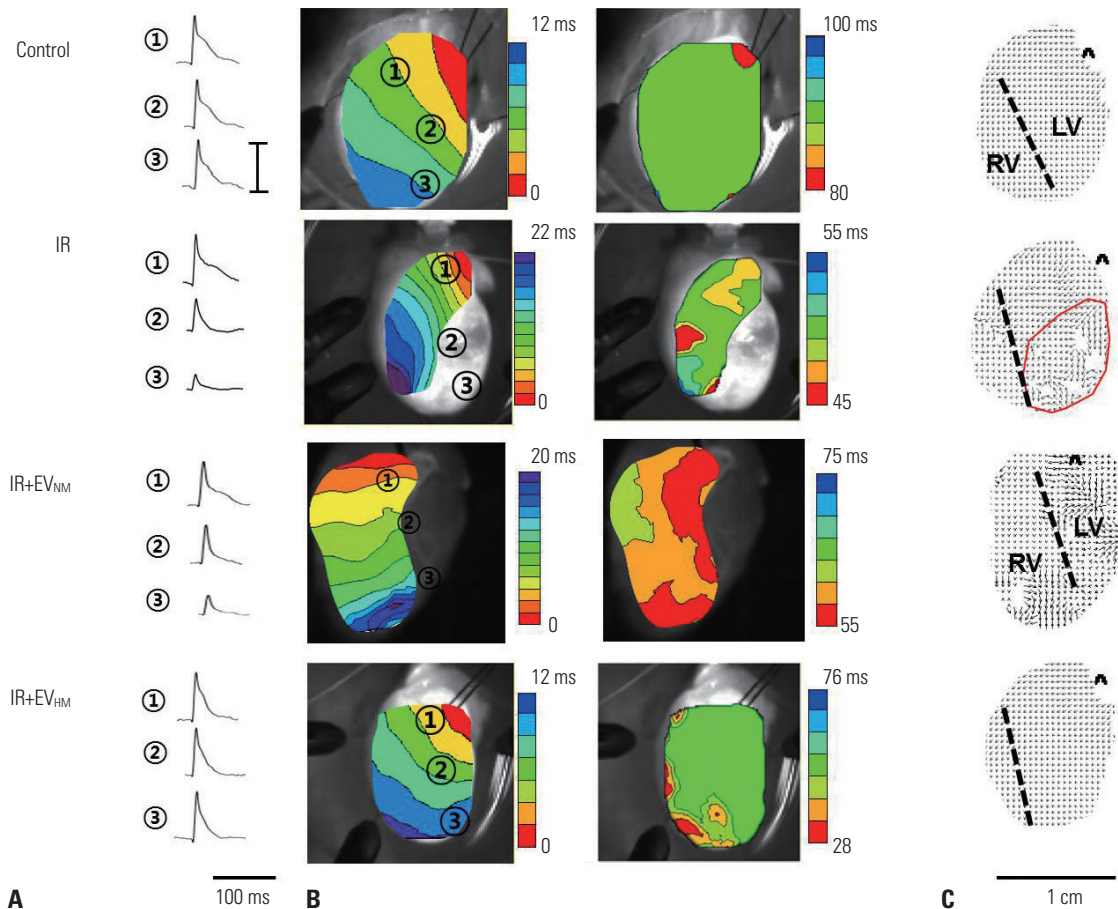 Control
①
②
③
12 ms
0
①
②
③
100 ms
80
RV
LV
IR
①
②
③
22 ms
0
①
②
③
55 ms
45
IR+EVNM
①
②
③
20 ms
0
①
②
③
75 ms
55
RV
LV
IR+EVHM
①
②
③
12 ms
0
①
②
③
76 ms
28
A
100 ms
B
C
1 cm